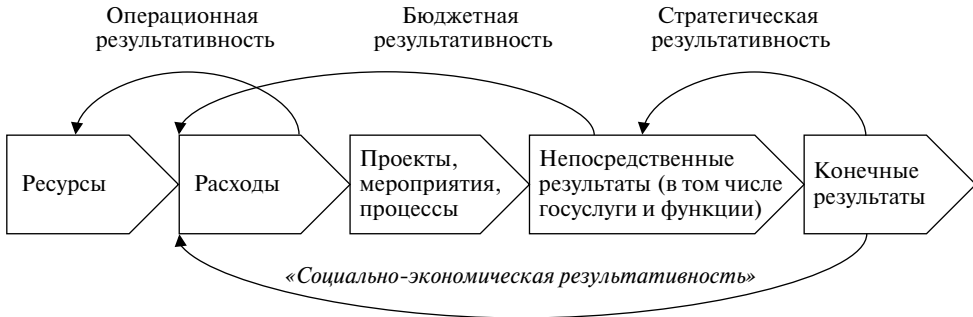 Операционная
результативность
Бюджетная
результативность
Стратегическая
результативность
Ресурсы
Расходы
Проекты,
мероприятия,
процессы
Непосредственные
результаты (в том числе
госуслуги и функции)
Конечные
результаты
«Социально-экономическая результативность»